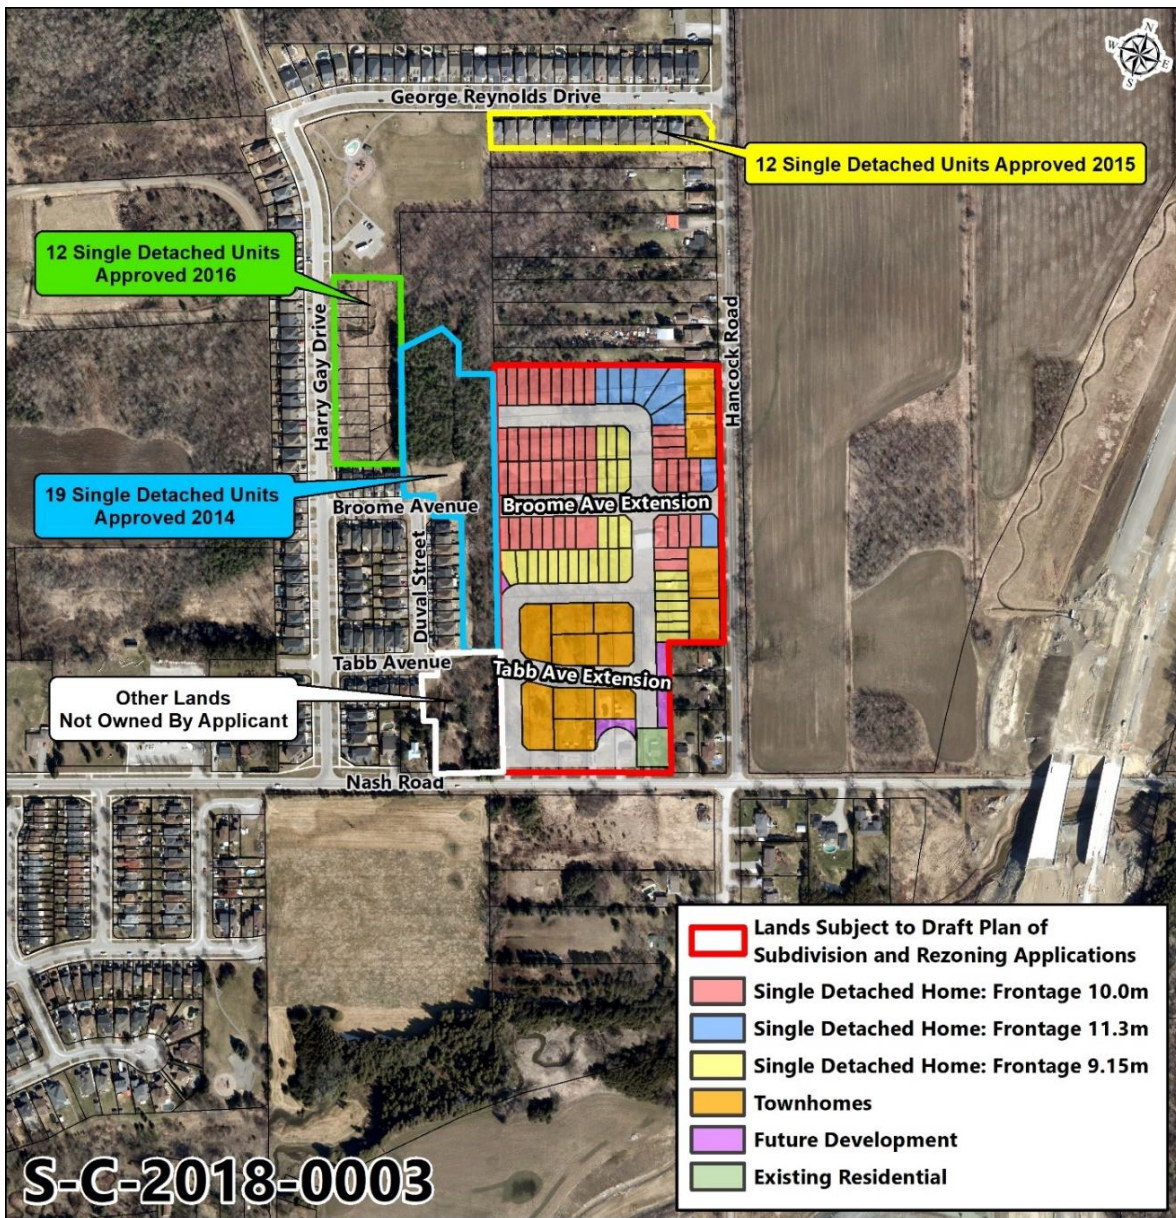 N
W
E
S
George Reynolds Drive
12 Single Detached Units Approved 2015
12 Single Detached Units
Approved 2016
Harry Gay Drive
Hancock Road
19 Single Detached Units
Approved 2014
Broome Avenue
Broome Ave Extension
Duval Street
Tabb Avenue
Tabb Ave Extension
Other Lands
Not Owned By Applicant
Nash Road
Lands Subject to Draft Plan of
Subdivision and Rezoning Applications
Single Detached Home: Frontage 10.0m
Single Detached Home: Frontage 11.3m
Single Detached Home: Frontage 9.15m
Townhomes
Future Development
Existing Residential
S-C-2018-0003